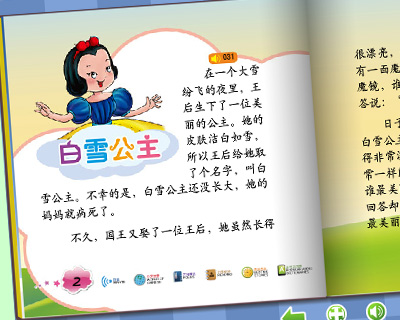 031
在一个大雪
纷飞的夜里，王
后生下了一位美
丽的公主。她的
皮肤洁白如雪，
所以王后给她取
了个名字，叫白
雪公主。不幸的是，白雪公主还没长大，她的
妈妈就病死了。
不久，国王又娶了一位王后，她虽然长得
白雪公主
2
很漂亮，
有一面魔
魔镜，谁
答说：“
日子
白雪公主
得非常漂
常一样问
谁最美丽
回答却
最美丽